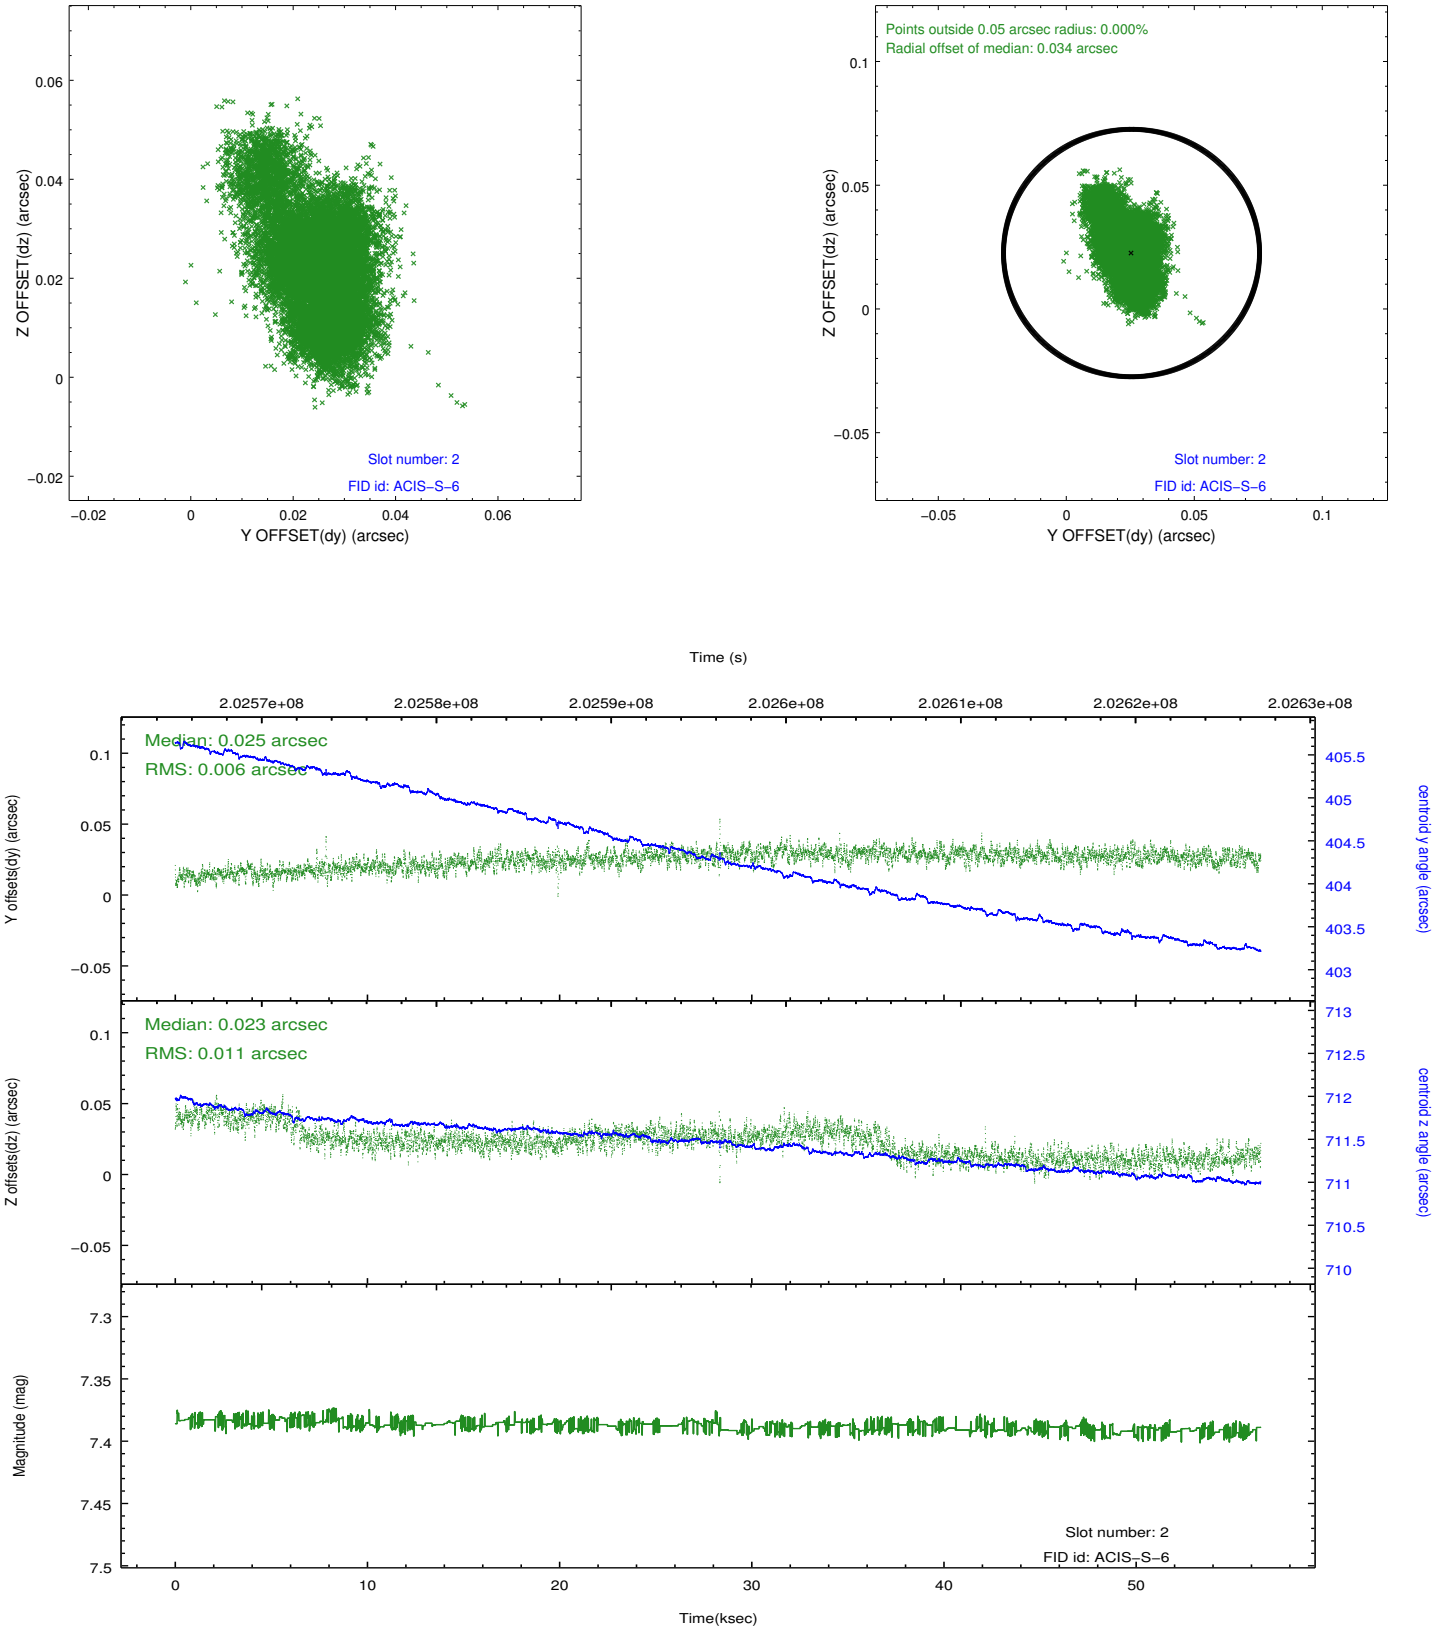 0.06
0.04
0.02
0
−0.02
Z OFFSET(dz) (arcsec)
Slot number: 2
FID id: ACIS−S−6
−0.02 0 0.02 0.04 0.06
Y OFFSET(dy) (arcsec)
Points outside 0.05 arcsec radius: 0.000%
Radial offset of median: 0.034 arcsec
0.1
0.05
0
−0.05
Z OFFSET(dz) (arcsec)
Slot number: 2
FID id: ACIS−S−6
−0.05 0 0.05 0.1
Y OFFSET(dy) (arcsec)
Time (s)
2.0257e+08 2.0258e+08 2.0259e+08 2.026e+08 2.0261e+08 2.0262e+08 2.0263e+08
Median: 0.025 arcsec
RMS: 0.006 arcsec
0.1
0.05
0
−0.05
Y offsets(dy) (arcsec)
405.5
405
404.5
404
403.5
403
centroid y angle (arcsec)
Median: 0.023 arcsec
RMS: 0.011 arcsec
0.1
0.05
0
−0.05
Z offsets(dz) (arcsec)
713
712.5
712
711.5
711
710.5
710
centroid z angle (arcsec)
7.3
7.35
7.4
7.45
7.5
Magnitude (mag)
Slot number: 2
FID id: ACIS−S−6
0 10 20 30 40 50
Time(ksec)